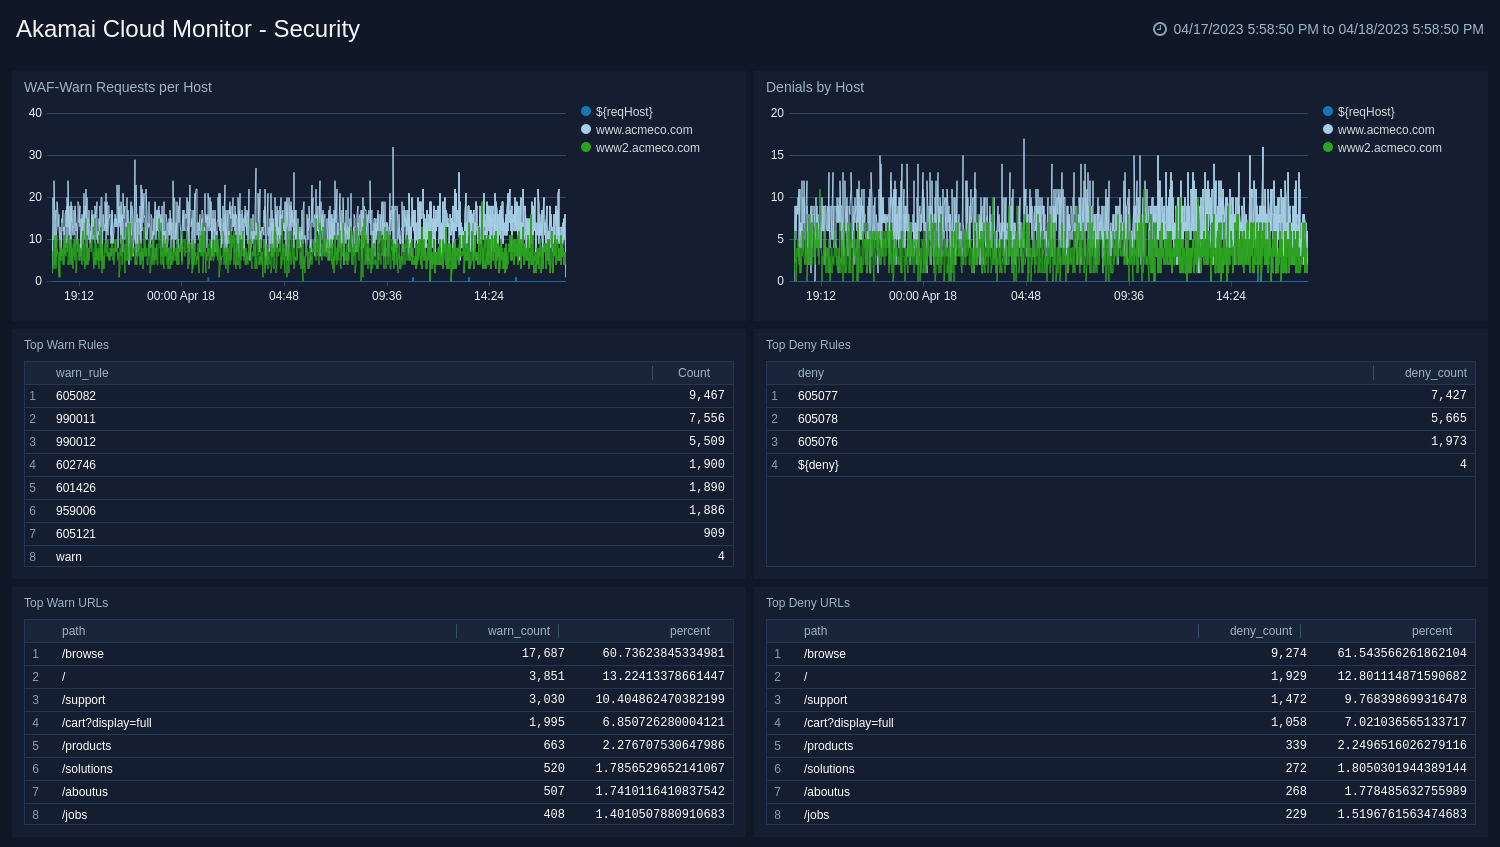 Akamai Cloud Monitor - Security
04/17/2023 5:58:50 PM to 04/18/2023 5:58:50 PM
WAF-Warn Requests per Host
40
30
20
10
0
19:12 00:00 Apr 18 04:48 09:36 14:24
${reqHost}
www.acmeco.com
www2.acmeco.com
Denials by Host
20
15
10
5
0
19:12 00:00 Apr 18 04:48 09:36 14:24
${reqHost}
www.acmeco.com
www2.acmeco.com
Top Warn Rules
warn_rule Count
1 605082 9,467
2 990011 7,556
3 990012 5,509
4 602746 1,900
5 601426 1,890
6 959006 1,886
7 605121 909
8 warn 4
Top Deny Rules
deny deny_count
1 605077 7,427
2 605078 5,665
3 605076 1,973
4 ${deny} 4
Top Warn URLs
path warn_count percent
1 /browse 17,687 60.73623845334981
2 / 3,851 13.22413378661447
3 /support 3,030 10.404862470382199
4 /cart?display=full 1,995 6.850726280004121
5 /products 663 2.276707530647986
6 /solutions 520 1.7856529652141067
7 /aboutus 507 1.7410116410837542
8 /jobs 408 1.4010507880910683
Top Deny URLs
path deny_count percent
1 /browse 9,274 61.543566261862104
2 / 1,929 12.801114871590682
3 /support 1,472 9.768398699316478
4 /cart?display=full 1,058 7.021036565133717
5 /products 339 2.2496516026279116
6 /solutions 272 1.8050301944389144
7 /aboutus 268 1.778485632755989
8 /jobs 229 1.5196761563474683